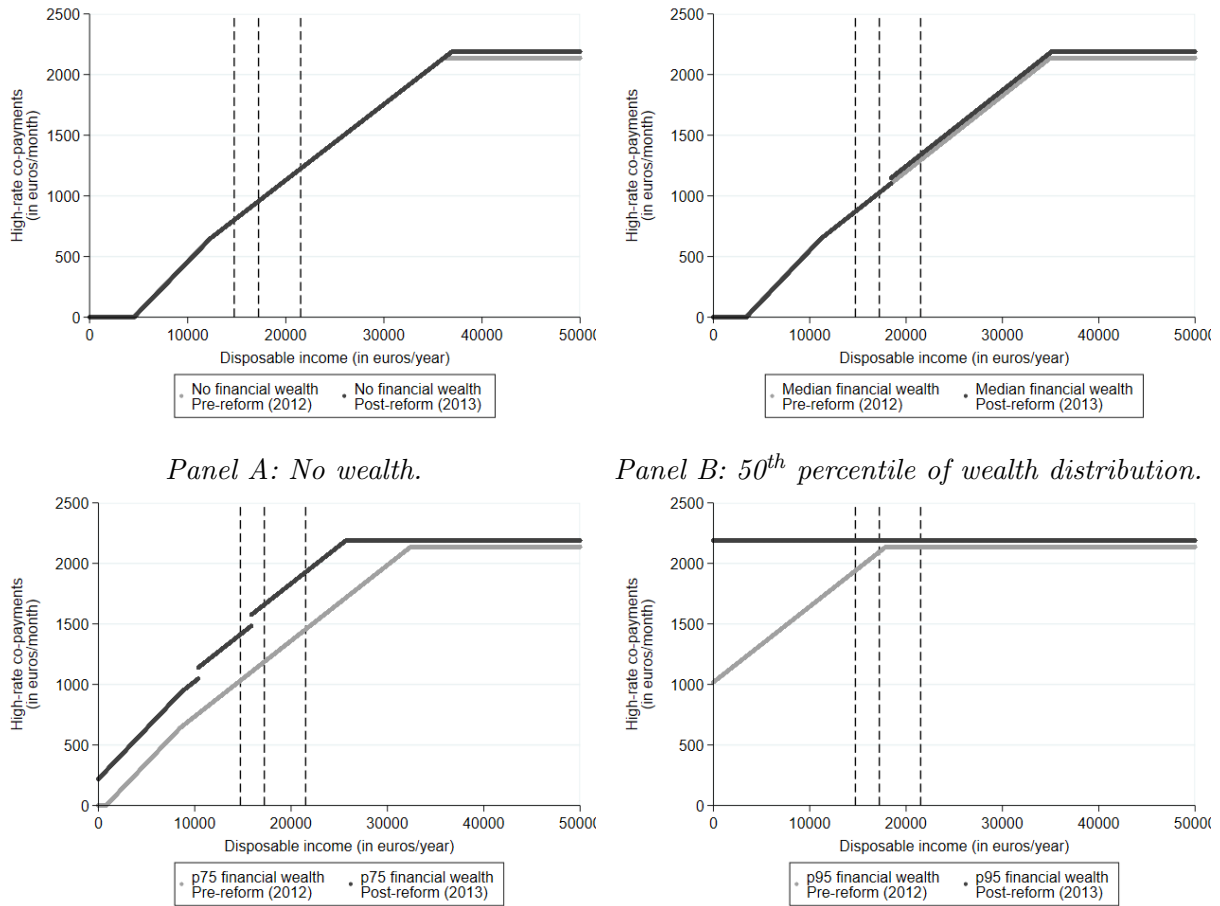 2500
2000
1500
1000
500
0
High-rate co-payments
(in euros/month)
0 10000 20000 30000 40000 50000
Disposable income (in euros/year)
No financial wealth
Pre-reform (2012)
No financial wealth
Post-reform (2013)
2500
2000
1500
1000
500
0
High-rate co-payments
(in euros/month)
0 10000 20000 30000 40000 50000
Disposable income (in euros/year)
Median financial wealth
Pre-reform (2012)
Median financial wealth
Post-reform (2013)
Panel A: No wealth.
Panel B: 50th percentile of wealth distribution.
2500
2000
1500
1000
500
0
High-rate co-payments
(in euros/month)
0 10000 20000 30000 40000 50000
Disposable income (in euros/year)
p75 financial wealth
Pre-reform (2012)
p75 financial wealth
Post-reform (2013)
2500
2000
1500
1000
500
0
High-rate co-payments
(in euros/month)
0 10000 20000 30000 40000 50000
Disposable income (in euros/year)
p95 financial wealth
Pre-reform (2012)
p95 financial wealth
Post-reform (2013)